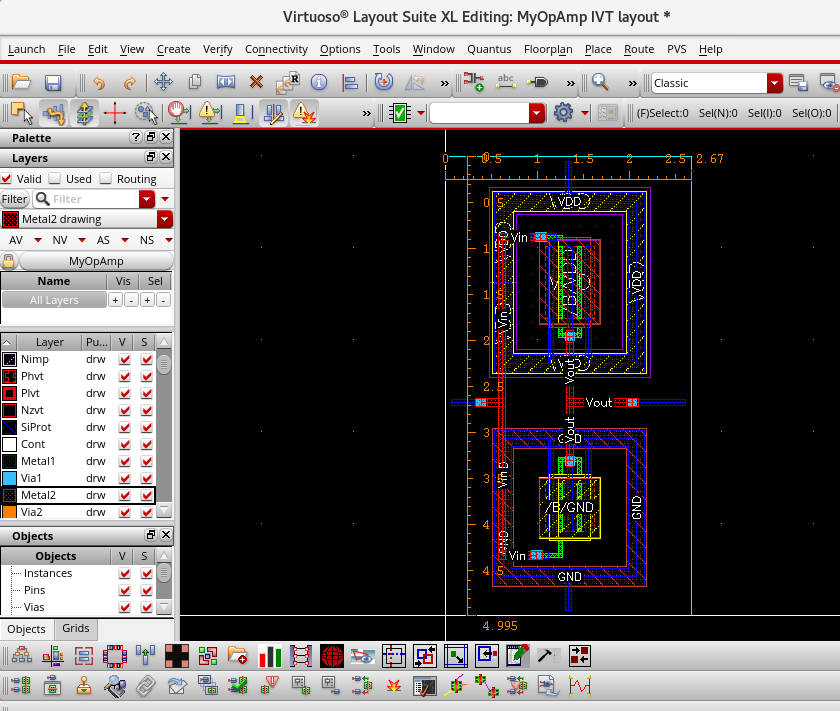 Virtuoso® Layout Suite XL Editing: MyOpAmp IVT layout *
Launch File Edit View Create Verify Connectivity Options Tools Window Quantus Floorplan Place Route PVS Help
Classic
(F)Select:0 Sel(N):0 Sel(I):0 Sel(O):0
Palette
Layers
Valid Used Routing
Filter Filter
Metal2 drawing
AV NV AS NS
MyOpAmp
Name Vis Sel
All Layers + - + -
Layer Pu... V S
Nimp drw
Phvt drw
Plvt drw
Nzvt drw
SiProt drw
Cont drw
Metal1 drw
Via1 drw
Metal2 drw
Via2 drw
Objects
Objects V S
Instances
Pins
Vias
Objects Grids
0 0.5 1 1.5 2 2.5 2.67
0.5
VDD
VDD
Vin
1
VDD
1.5
Vin
2
Vout
2.5
Vout
Vout
3
GND
3.5
Vin
/B/GND
GND
4
Vin
4.5
GND
4.995